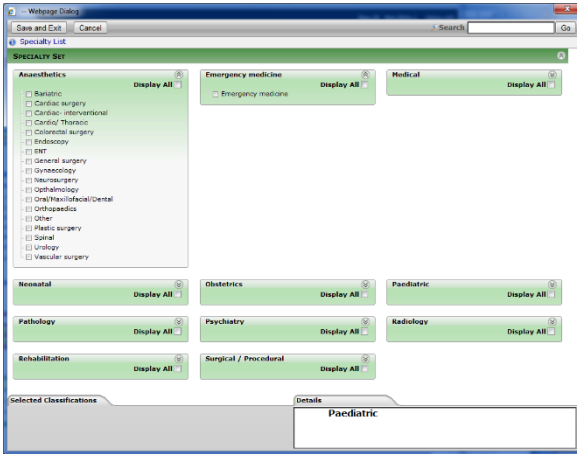 -- Webpage Dialog
Save and Exit Cancel Search Go
Specialty List
SPECIALTY SET
Anaesthetics
Display All
Bariatric
Cardiac surgery
Cardiac- interventional
Cardio/ Thoracic
Colorectal surgery
Endoscopy
ENT
General surgery
Gynaecology
Neurosurgery
Opthalmology
Oral/Maxillofacial/Dental
Orthopaedics
Other
Plastic surgery
Spinal
Urology
Vascular surgery
Emergency medicine
Display All
Emergency medicine
Medical
Display All
Neonatal
Display All
Obstetrics
Display All
Paediatric
Display All
Pathology
Display All
Psychiatry
Display All
Radiology
Display All
Rehabilitation
Display All
Surgical / Procedural
Display All
Selected Classifications
Details
Paediatric